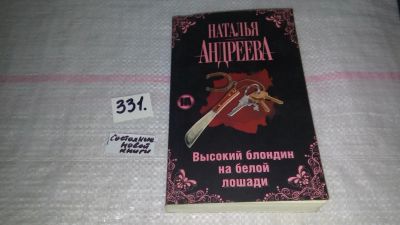 331.
Состояние
новой
книги
НАТАЛЬЯ
АНДРЕЕВА
Высокий блондин
на белой
лошади